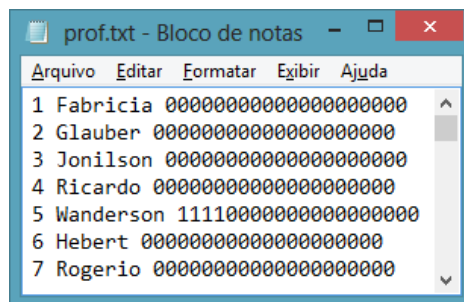 prof.txt - Bloco de notas
Arquivo Editar Formatar Exibir Ajuda
1 Fabricia 00000000000000000000
2 Glauber 00000000000000000000
3 Jonilson 00000000000000000000
4 Ricardo 00000000000000000000
5 Wanderson 11110000000000000000
6 Hebert 00000000000000000000
7 Rogerio 00000000000000000000